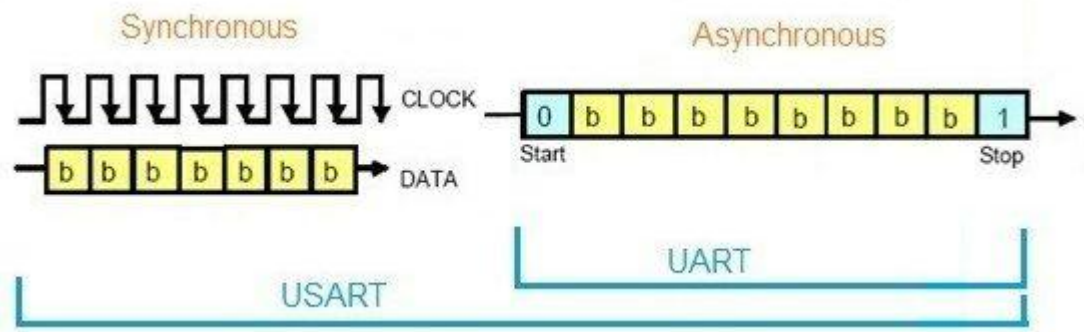 Synchronous
Asynchronous
CLOCK
0 b b b b b b b b 1
Start
Stop
b b b b b b b
DATA
UART
USART